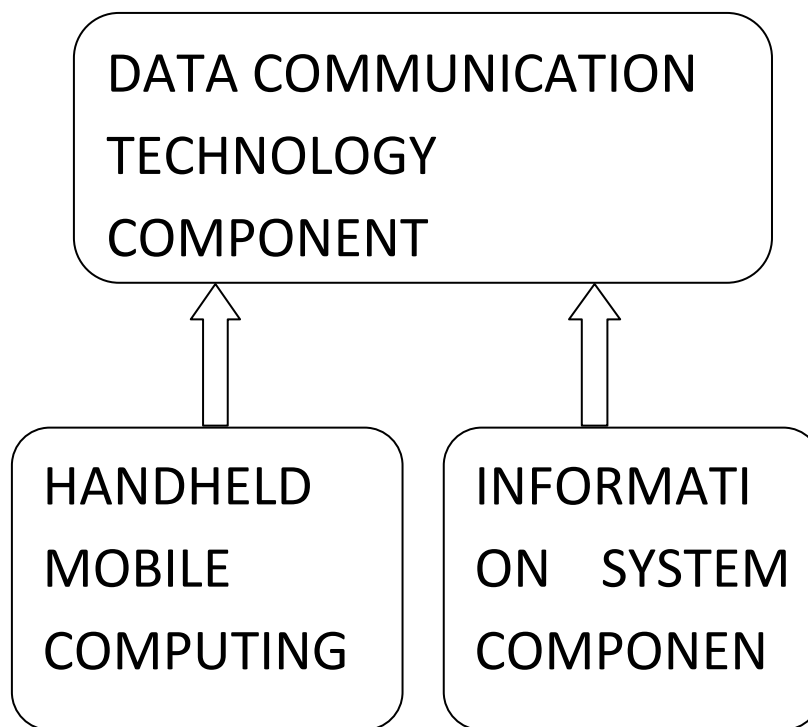 DATA COMMUNICATION
TECHNOLOGY
COMPONENT
HANDHELD
MOBILE
COMPUTING
INFORMATI
ON SYSTEM
COMPONEN